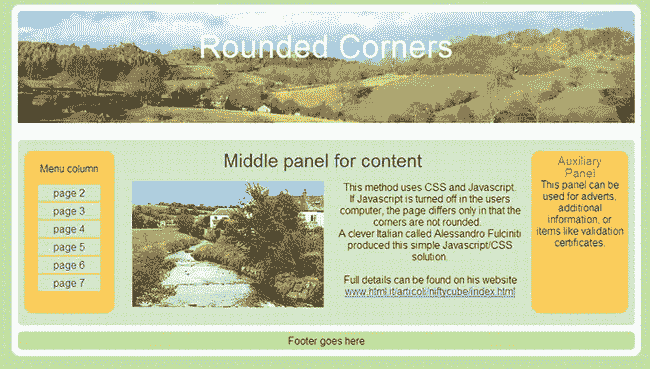 Rounded Corners
Menu column
page 2
page 3
page 4
page 5
page 6
page 7
Middle panel for content
This method uses CSS and Javascript.
If Javascript is turned off in the users
computer, the page differs only in that the
corners are not rounded.
A clever Italian called Alessandro Fulciniti
produced this simple Javascript/CSS
solution.
Full details can be found on his website
www.html.it/articoli/niftycube/index.html
Auxiliary
Panel
This panel can be
used for adverts,
additional
information, or
items like validation
certificates.
Footer goes here